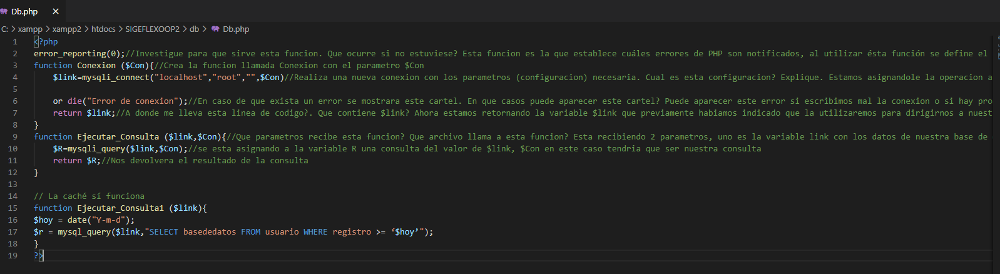 Db.php ×
C: > xampp > xampp2 > htdocs > SIGEFLEXOOP2 > db > Db.php
1 <?php
2 error_reporting(0);//Investigue para que sirve esta funcion. Que ocurre si no estuviese? Esta funcion es la que establece cuáles errores de PHP son notificados, al utilizar ésta función se define el
3 function Conexion ($Con){//Crea la funcion llamada Conexion con el parametro $Con
4 $link=mysqli_connect("localhost","root","",$Con)//Realiza una nueva conexion con los parametros (configuracion) necesaria. Cual es esta configuracion? Explique. Estamos asignandole la operacion a
5
6 or die("Error de conexion");//En caso de que exista un error se mostrara este cartel. En que casos puede aparecer este cartel? Puede aparecer este error si escribimos mal la conexion o si hay pro
7 return $link;//A donde me lleva esta linea de codigo?. Que contiene $link? Ahora estamos retornando la variable $link que previamente habiamos indicado que la utilizaremos para dirigirnos a nuest
8 }
9 function Ejecutar_Consulta ($link,$Con){//Que parametros recibe esta funcion? Que archivo llama a esta funcion? Esta recibiendo 2 parametros, uno es la variable link con los datos de nuestra base de
10 $R=mysqli_query($link,$Con);//se esta asignando a la variable R una consulta del valor de $link, $Con en este caso tendria que ser nuestra consulta
11 return $R;//Nos devolvera el resultado de la consulta
12 }
13
14 // La caché sí funciona
15 function Ejecutar_Consulta1 ($link){
16 $hoy = date("Y-m-d");
17 $r = mysql_query($link,"SELECT basededatos FROM usuario WHERE registro >= ‘$hoy’");
18 }
19 ?>